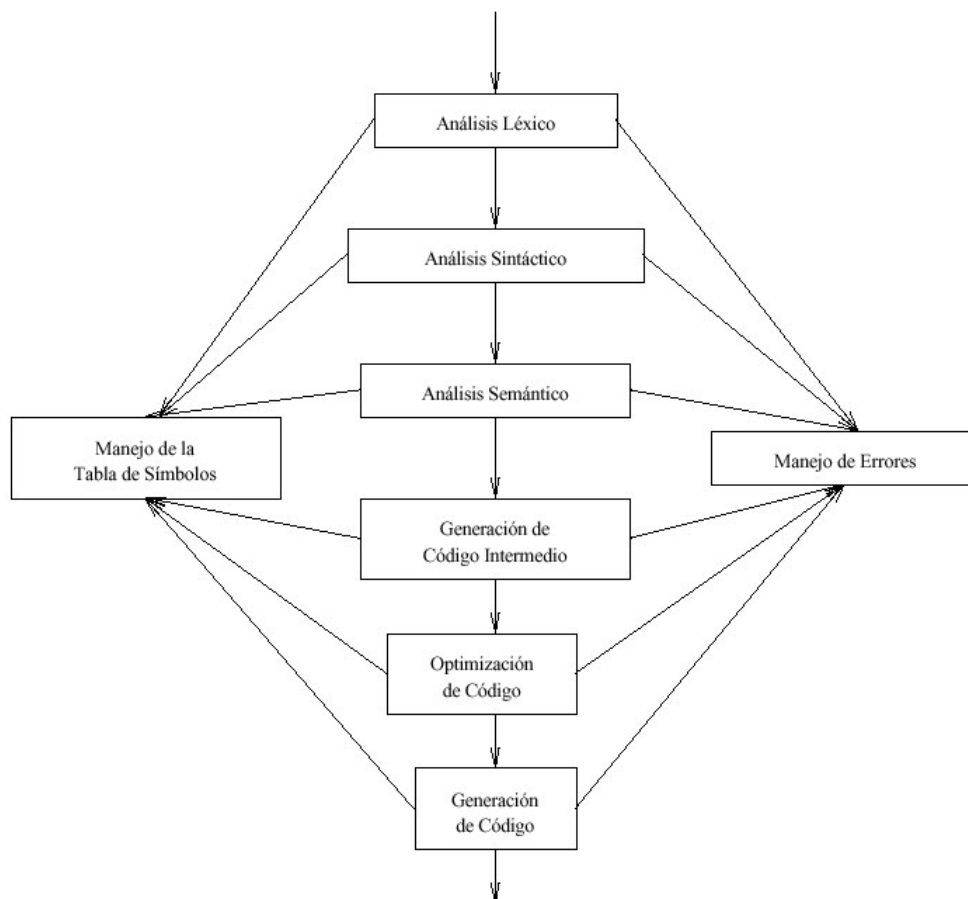 Análisis Léxico
Análisis Sintáctico
Análisis Semántico
Manejo de la
Tabla de Símbolos
Manejo de Errores
Generación de
Código Intermedio
Optimización
de Código
Generación
de Código